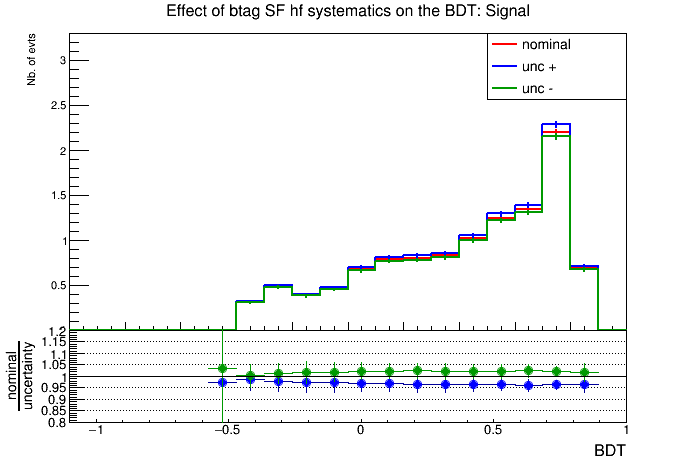 Effect of btag SF hf systematics on the BDT: Signal
Nb. of evts
nominal
unc +
unc -
3
2.5
2
1.5
1
0.5
1.2
1.15
1.1
1.05
1
0.95
0.9
0.85
0.8
nominal
uncertainty
−1
−0.5
0
0.5
1
BDT